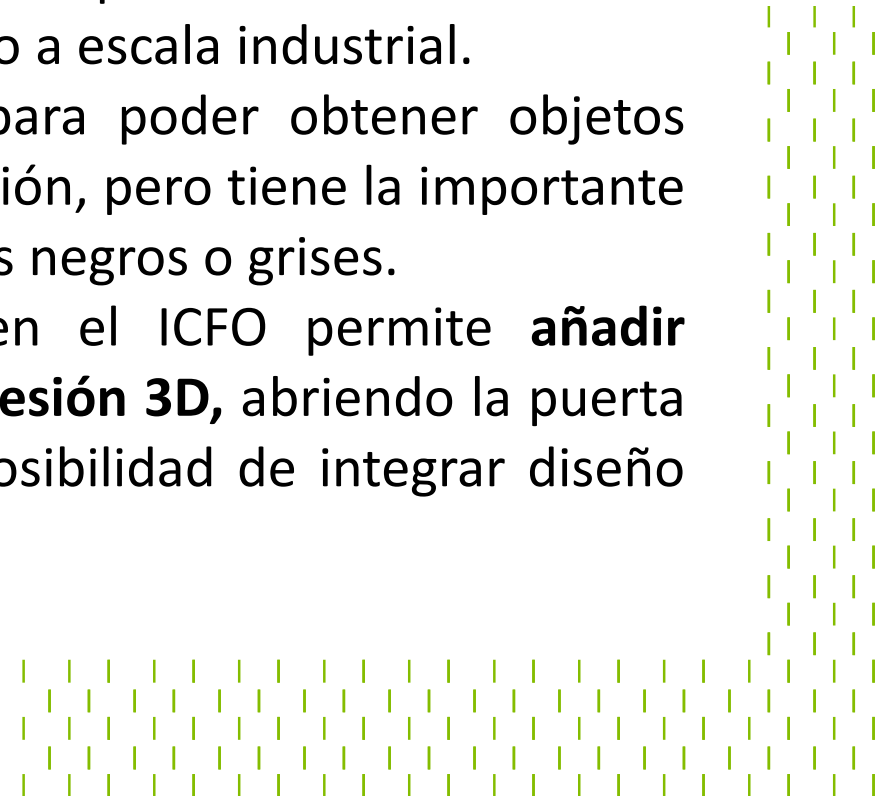 o a escala industrial.
para poder obtener objetos
ión, pero tiene la importante
s negros o grises.
en el ICFO permite añadir
esión 3D, abriendo la puerta
osibilidad de integrar diseño